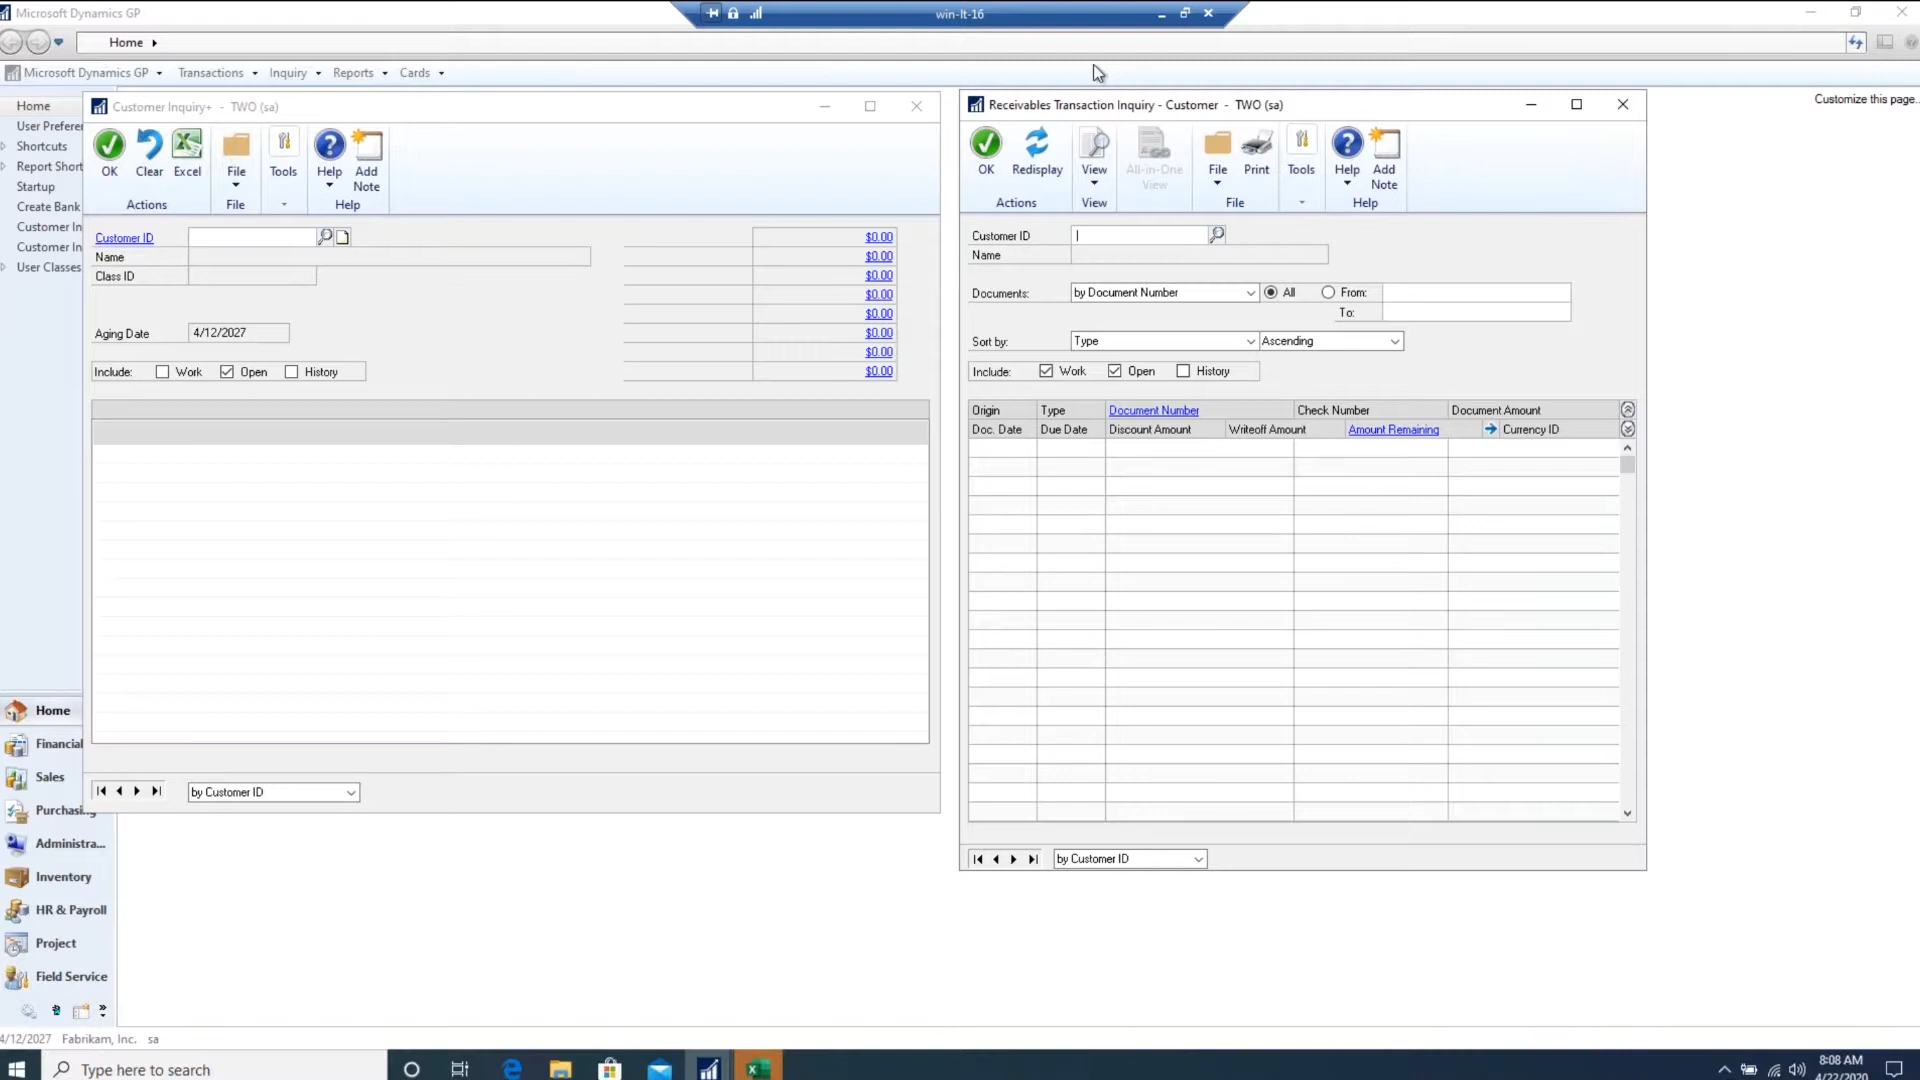 Microsoft Dynamics GP
win-lt-16
Home
Microsoft Dynamics GP Transactions Inquiry Reports Cards
Customize this page...
Home
User Prefere
Shortcuts
Report Short
Startup
Create Bank
Customer In
Customer In
User Classes
Customer Inquiry+ - TWO (sa)
OK Clear Excel File Tools Help Add Note
Actions File Help
Customer ID
Name
Class ID
Aging Date 4/12/2027
Include: Work Open History
$0.00
$0.00
$0.00
$0.00
$0.00
$0.00
$0.00
$0.00
by Customer ID
Receivables Transaction Inquiry - Customer - TWO (sa)
OK Redisplay View All-in-One View File Print Tools Help Add Note
Actions View File Help
Customer ID
Name
Documents: by Document Number All From:
To:
Sort by: Type Ascending
Include: Work Open History
Origin Type Document Number Check Number Document Amount
Doc. Date Due Date Discount Amount Writeoff Amount Amount Remaining Currency ID
by Customer ID
Home
Financial
Sales
Purchasing
Administra...
Inventory
HR & Payroll
Project
Field Service
4/12/2027 Fabrikam, Inc. sa
Type here to search
8:08 AM
4/22/2020